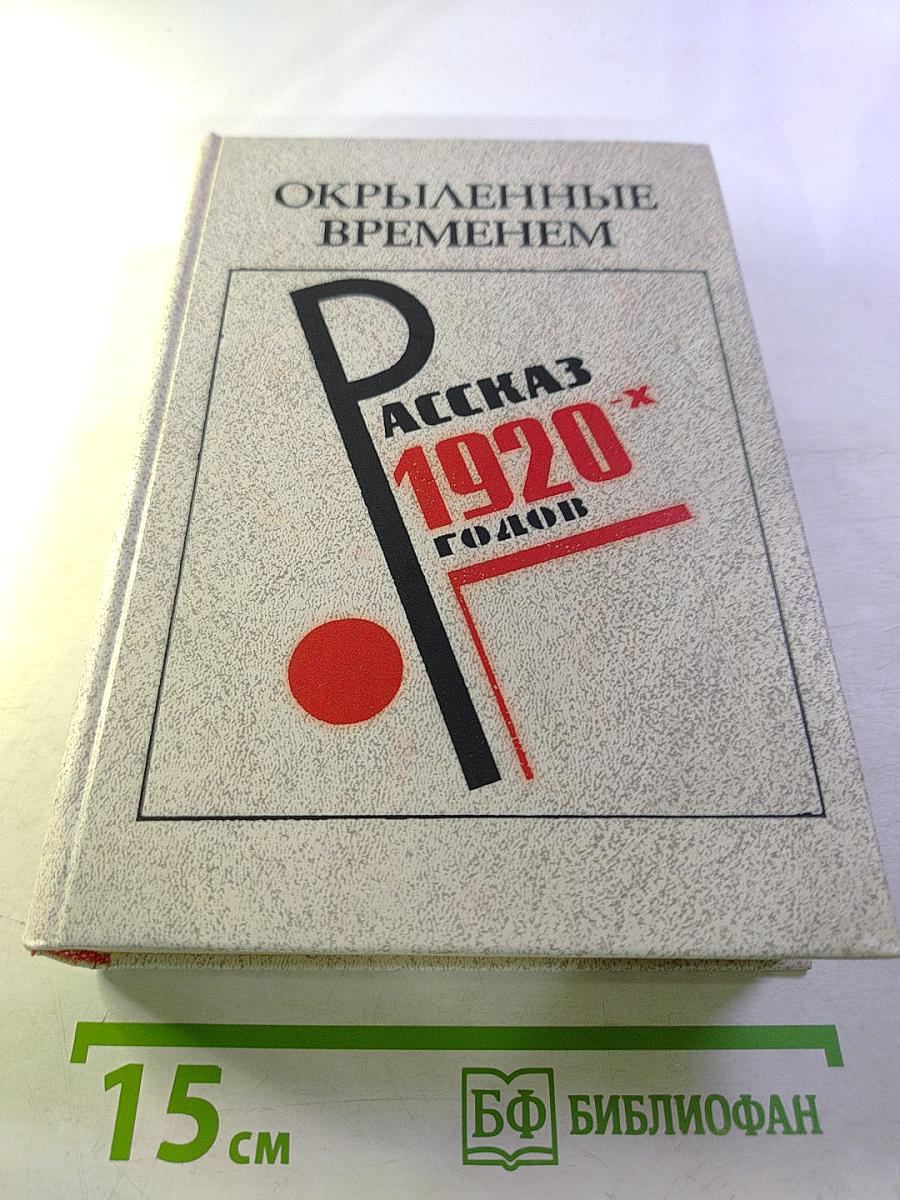 ОКРЫЛЕННЫЕ
ВРЕМЕНЕМ
РАССКАЗ
1920-х
ГОДОВ
15 см
БФ БИБЛИОФАН